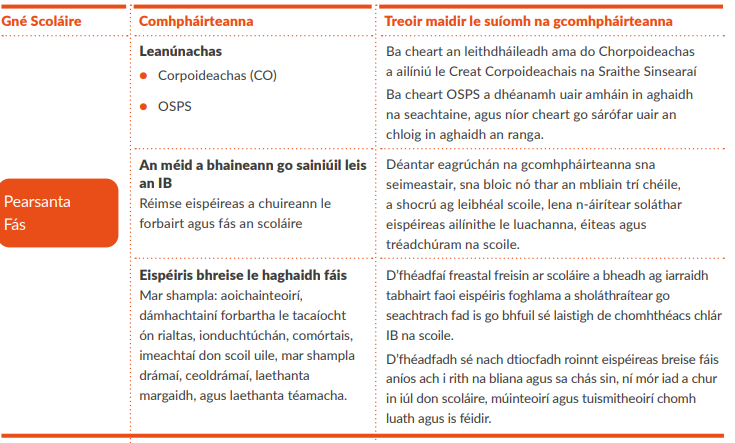 Gné Scoláire
Comhpháirteanna
Treoir maidir le suíomh na gcomhpháirteanna
Pearsanta
Fás
Leanúnachas
• Corpoideachas (CO)
• OSPS
Ba cheart an leithdháileadh ama do Chorpoideachas
a ailíniú le Creat Corpoideachais na Sraithe Sinsearaí
Ba cheart OSPS a dhéanamh uair amháin in aghaidh
na seachtaine, agus níor cheart go sárófar uair an
chloig in aghaidh an ranga.
An méid a bhaineann go sainiúil leis
an IB
Réimse eispéireas a chuireann le
forbairt agus fás an scoláire
Déantar eagrúchán na gcomhpháirteanna sna
seimeastair, sna bloic nó thar an mbliain trí chéile,
a shocrú ag leibhéal scoile, lena n-áirítear soláthar
eispéireas ailínithe le luachanna, éiteas agus
tréadchúram na scoile.
Eispéiris bhreise le haghaidh fáis
Mar shampla: aoichainteoirí,
dámhachtainí forbartha le tacaíocht
ón rialtas, ionduchtúchán, comórtais,
imeachtaí don scoil uile, mar shampla
drámaí, ceoldrámaí, laethanta
margaidh, agus laethanta téamacha.
D'fhéadfaí freastal freisin ar scoláire a bheadh ag iarraidh
tabhairt faoi eispéiris foghlama a sholáthraítear go
seachtrach fad is go bhfuil sé laistigh de chomhthéacs chlár
IB na scoile.
D'fhéadfadh sé nach dtiocfadh roinnt eispéireas breise fáis
aníos ach i rith na bliana agus sa chás sin, ní mór iad a chur
in iúl don scoláire, múinteoirí agus tuismitheoirí chomh
luath agus is féidir.